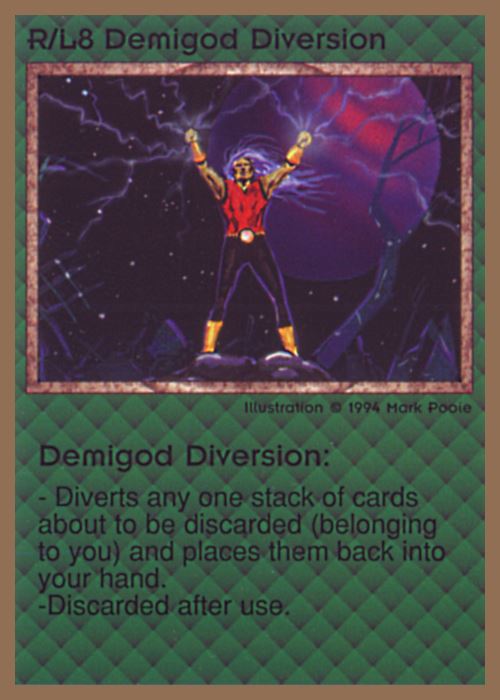 R/L8 Demigod Diversion
Illustration © 1994 Mark Poole
Demigod Diversion:
- Diverts any one stack of cards
about to be discarded (belonging
to you) and places them back into
your hand.
-Discarded after use.